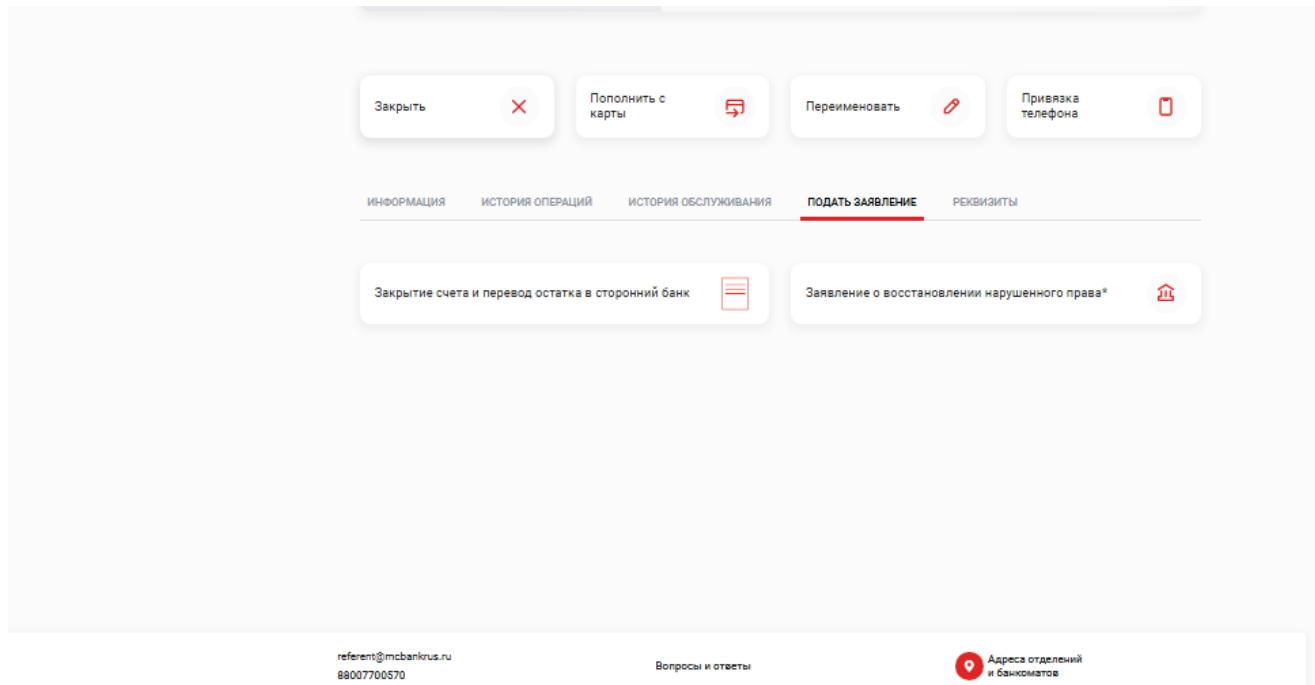 Закрыть
Пополнить с
карты
Переименовать
Привязка
телефона
ИНФОРМАЦИЯ
ИСТОРИЯ ОПЕРАЦИЙ
ИСТОРИЯ ОБСЛУЖИВАНИЯ
ПОДАТЬ ЗАЯВЛЕНИЕ
РЕКВИЗИТЫ
Закрытие счета и перевод остатка в сторонний банк
Заявление о восстановлении нарушенного права*
referent@mcbankrus.ru
88007700570
Вопросы и ответы
Адреса отделений
и банкоматов